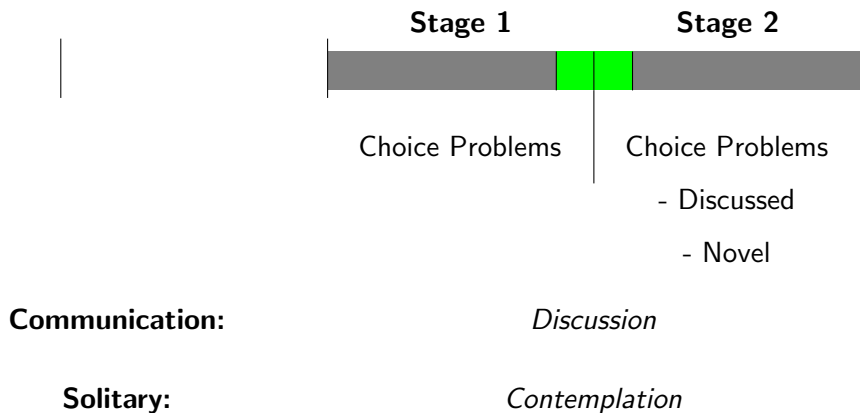 Stage 1 Stage 2
Choice Problems Choice Problems
- Discussed
- Novel
Communication: Discussion
Solitary: Contemplation